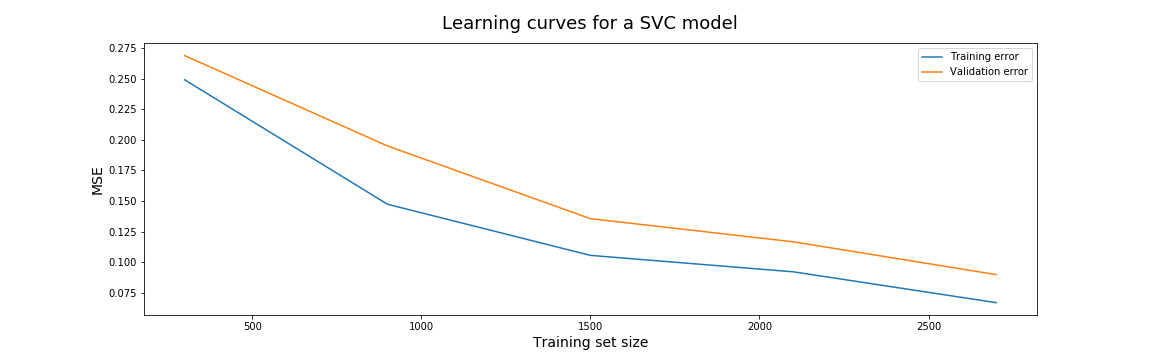 Learning curves for a SVC model
Training error
Validation error
0.275
0.250
0.225
0.200
0.175
0.150
0.125
0.100
0.075
MSE
500
1000
1500
2000
2500
Training set size